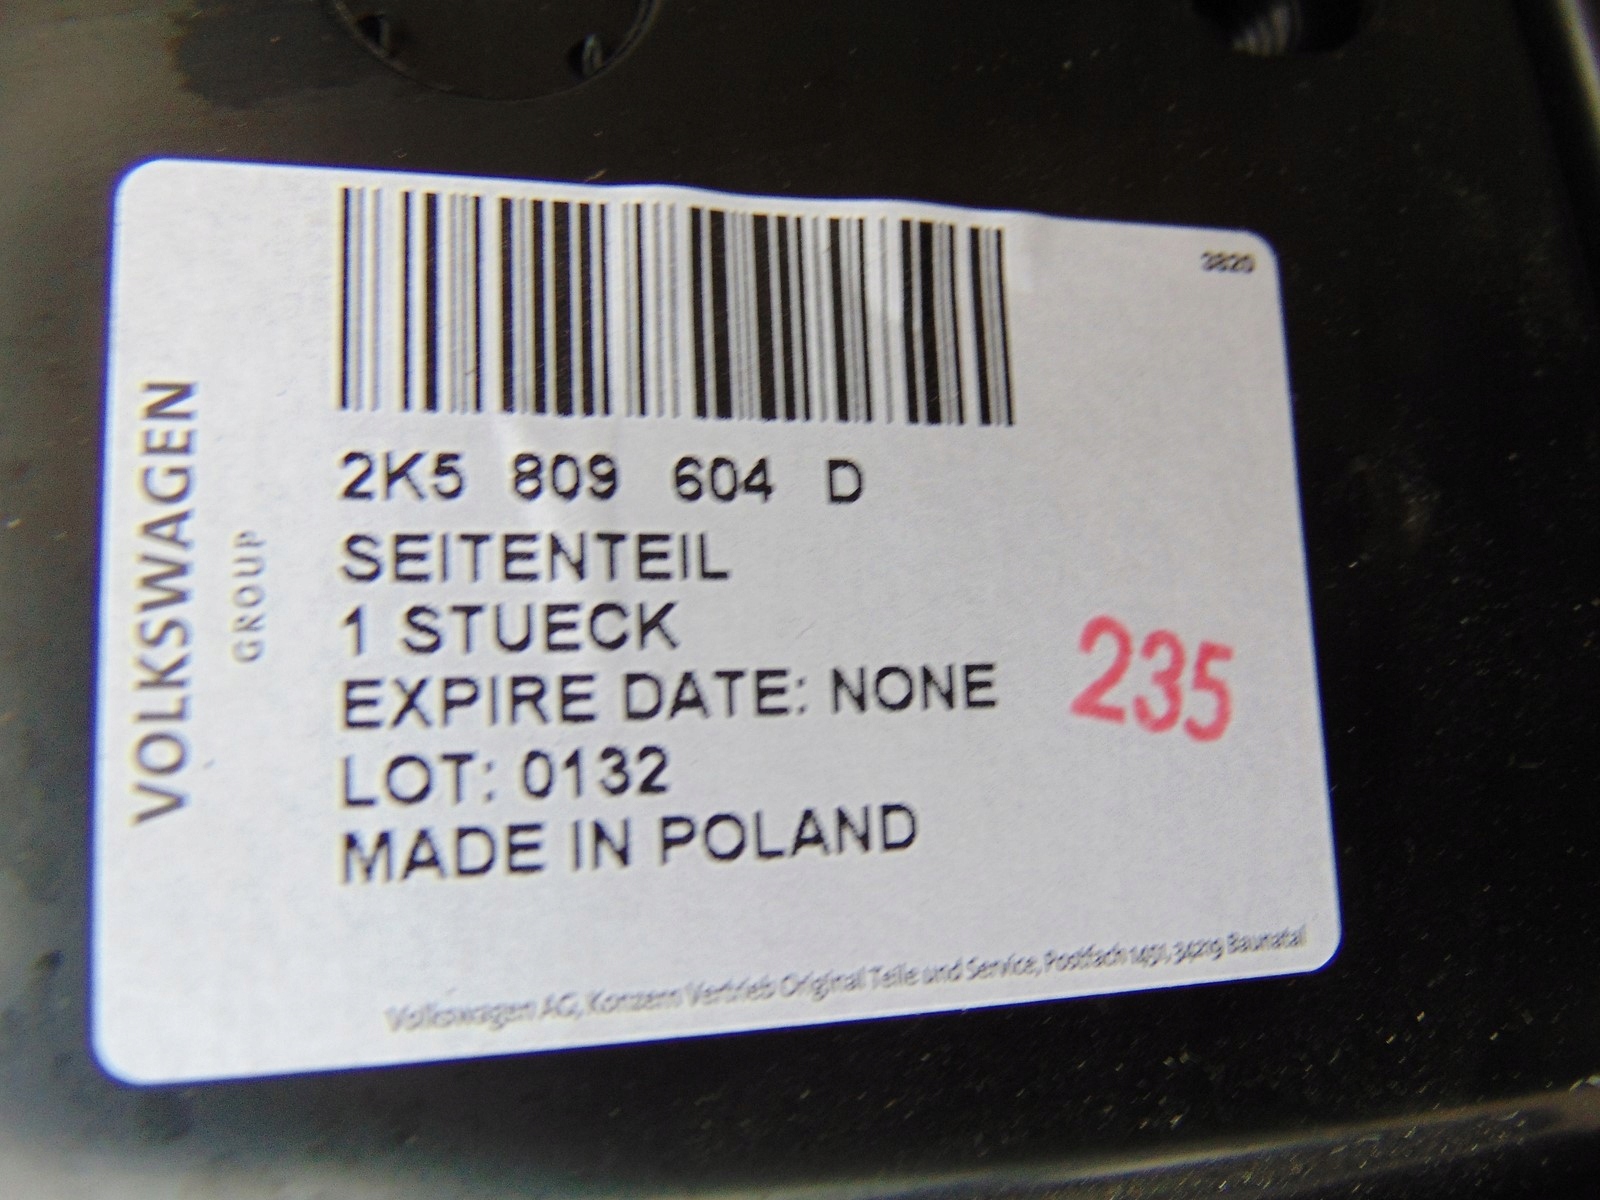 3820
VOLKSWAGEN
GROUP
2K5 809 604 D
SEITENTEIL
1 STUECK
EXPIRE DATE: NONE
235
LOT: 0132
MADE IN POLAND
Volkswagen AG, Konzern Vertrieb Original Teile und Service, Postfach 1451, 34219 Baunatal